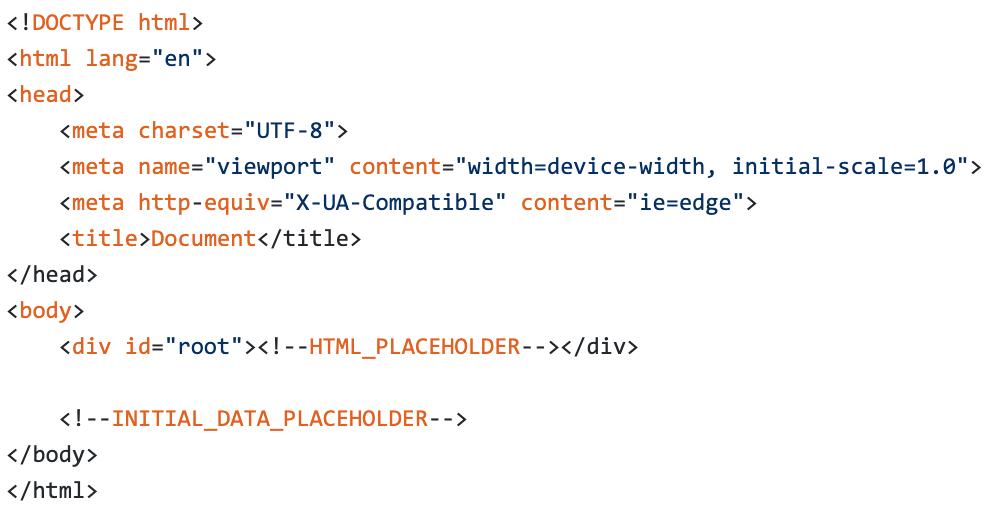 <!DOCTYPE html>
<html lang="en">
<head>
    <meta charset="UTF-8">
    <meta name="viewport" content="width=device-width, initial-scale=1.0">
    <meta http-equiv="X-UA-Compatible" content="ie=edge">
    <title>Document</title>
</head>
<body>
    <div id="root"><!--HTML_PLACEHOLDER--></div>

    <!--INITIAL_DATA_PLACEHOLDER-->
</body>
</html>